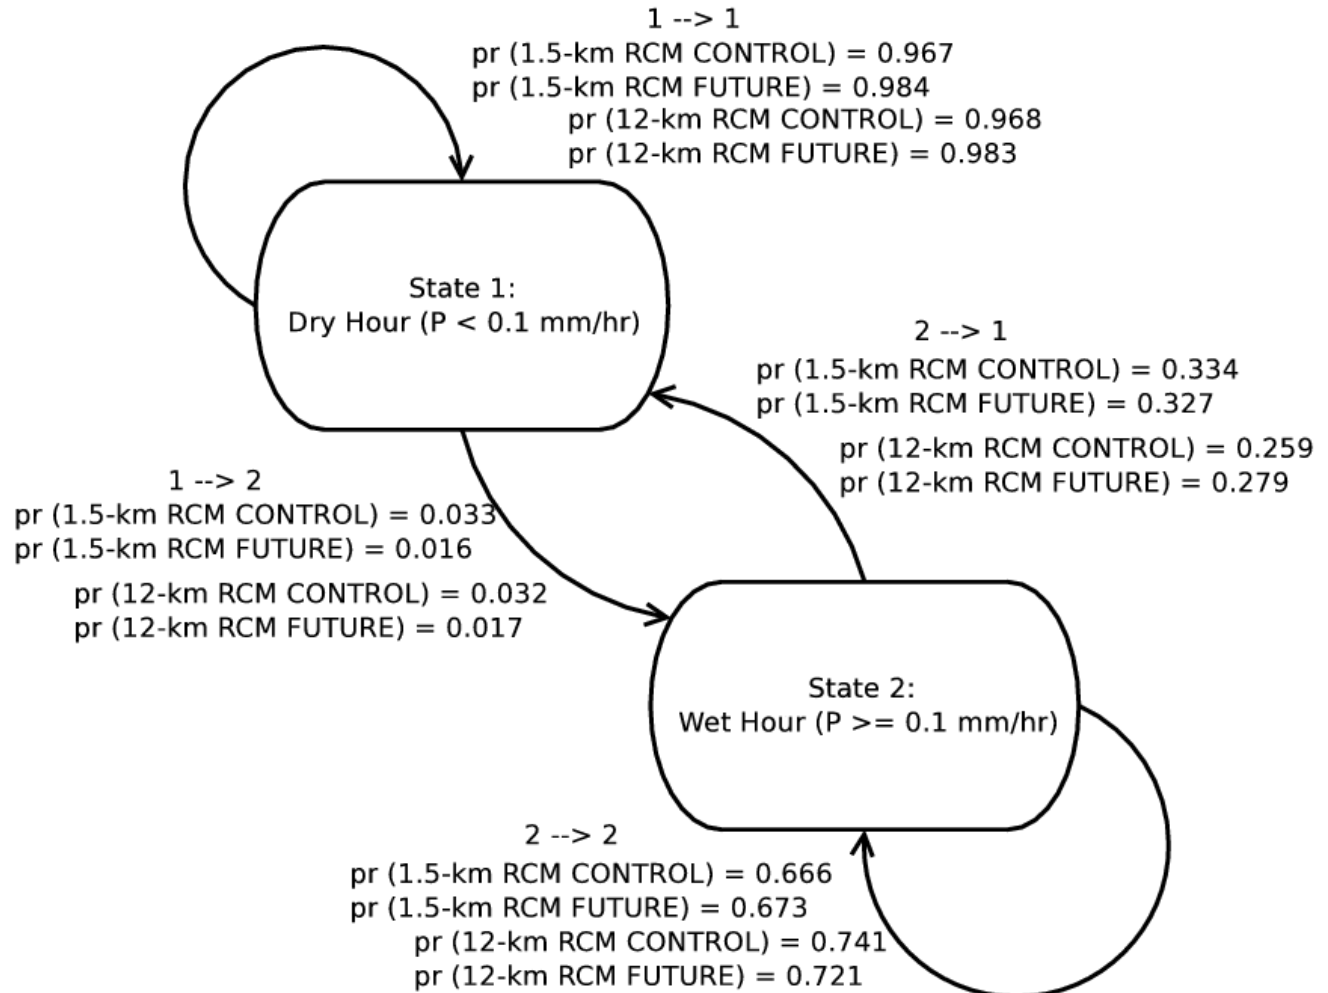 1 --> 1
pr (1.5-km RCM CONTROL) = 0.967
pr (1.5-km RCM FUTURE) = 0.984
pr (12-km RCM CONTROL) = 0.968
pr (12-km RCM FUTURE) = 0.983
State 1:
Dry Hour (P < 0.1 mm/hr)
2 --> 1
pr (1.5-km RCM CONTROL) = 0.334
pr (1.5-km RCM FUTURE) = 0.327
pr (12-km RCM CONTROL) = 0.259
pr (12-km RCM FUTURE) = 0.279
1 --> 2
pr (1.5-km RCM CONTROL) = 0.033
pr (1.5-km RCM FUTURE) = 0.016
pr (12-km RCM CONTROL) = 0.032
pr (12-km RCM FUTURE) = 0.017
State 2:
Wet Hour (P >= 0.1 mm/hr)
2 --> 2
pr (1.5-km RCM CONTROL) = 0.666
pr (1.5-km RCM FUTURE) = 0.673
pr (12-km RCM CONTROL) = 0.741
pr (12-km RCM FUTURE) = 0.721